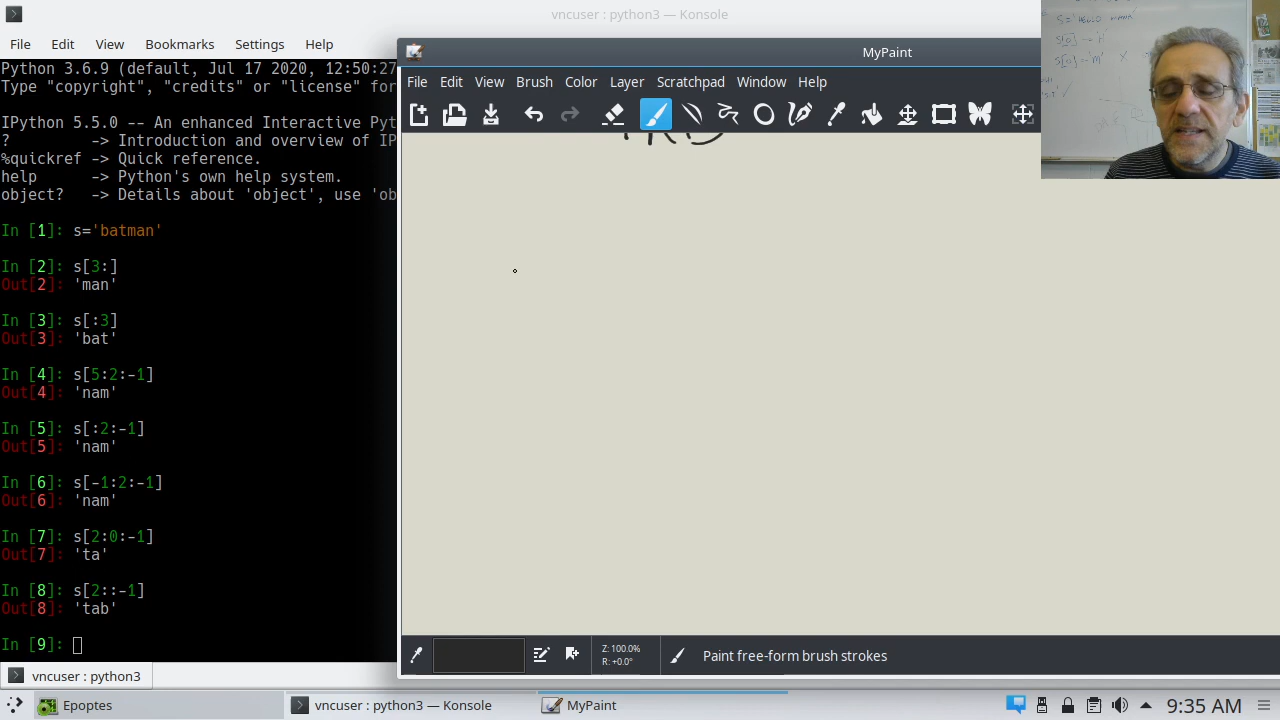 vncuser : python3 — Konsole
File Edit View Bookmarks Settings Help
Python 3.6.9 (default, Jul 17 2020, 12:50:27
Type "copyright", "credits" or "license" for
IPython 5.5.0 -- An enhanced Interactive Pyt
? -> Introduction and overview of IP
%quickref -> Quick reference.
help -> Python's own help system.
object? -> Details about 'object', use 'ob
In [1]: s='batman'
In [2]: s[3:]
Out[2]: 'man'
In [3]: s[:3]
Out[3]: 'bat'
In [4]: s[5:2:-1]
Out[4]: 'nam'
In [5]: s[:2:-1]
Out[5]: 'nam'
In [6]: s[-1:2:-1]
Out[6]: 'nam'
In [7]: s[2:0:-1]
Out[7]: 'ta'
In [8]: s[2::-1]
Out[8]: 'tab'
In [9]:
vncuser : python3
MyPaint
File Edit View Brush Color Layer Scratchpad Window Help
Z: 100.0%
R: +0.0°
Paint free-form brush strokes
Epoptes
vncuser : python3 — Konsole
MyPaint
9:35 AM